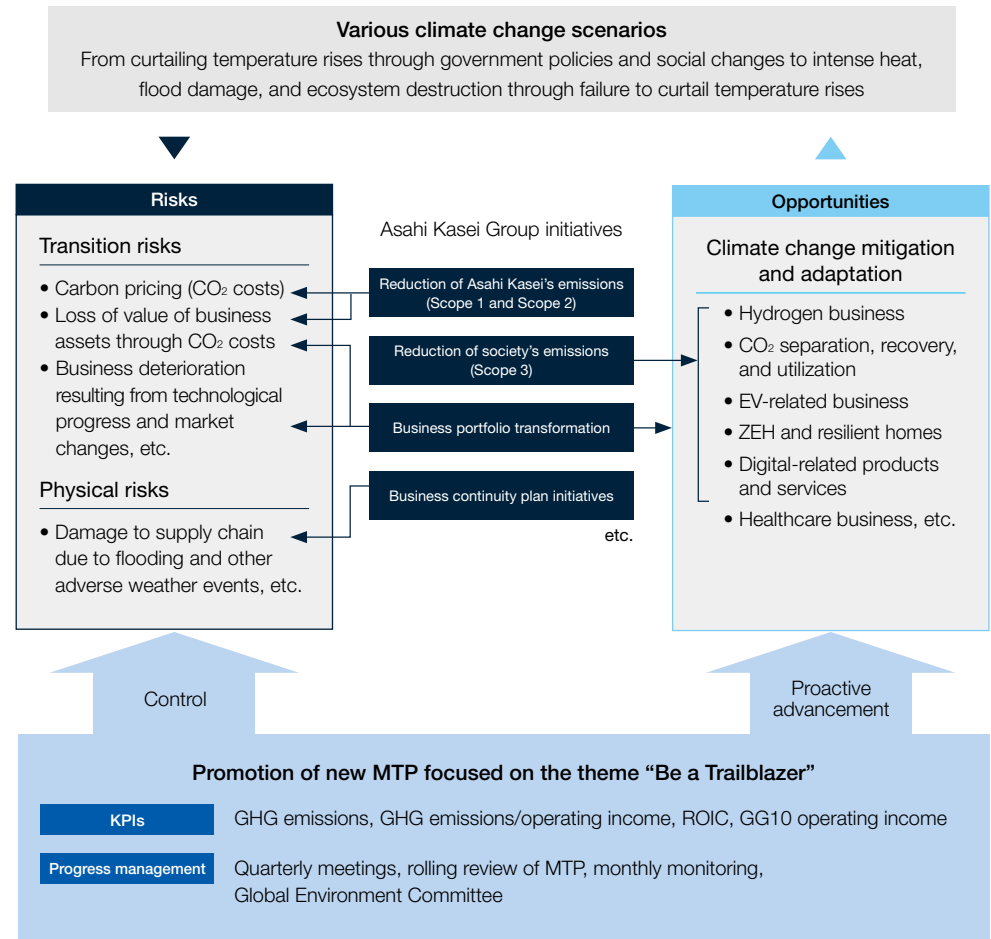 Various climate change scenarios
From curtailing temperature rises through government policies and social changes to intense heat,
flood damage, and ecosystem destruction through failure to curtail temperature rises
Risks
Transition risks
• Carbon pricing (CO₂ costs)
• Loss of value of business
assets through CO₂ costs
• Business deterioration
resulting from technological
progress and market
changes, etc.
Physical risks
• Damage to supply chain
due to flooding and other
adverse weather events, etc.
Asahi Kasei Group initiatives
Reduction of Asahi Kasei's emissions
(Scope 1 and Scope 2)
Reduction of society's emissions
(Scope 3)
Business portfolio transformation
Business continuity plan initiatives
etc.
Opportunities
Climate change mitigation
and adaptation
• Hydrogen business
• CO₂ separation, recovery,
and utilization
• EV-related business
• ZEH and resilient homes
• Digital-related products
and services
• Healthcare business, etc.
Control
Proactive
advancement
Promotion of new MTP focused on the theme “Be a Trailblazer”
KPIs
GHG emissions, GHG emissions/operating income, ROIC, GG10 operating income
Progress management
Quarterly meetings, rolling review of MTP, monthly monitoring,
Global Environment Committee